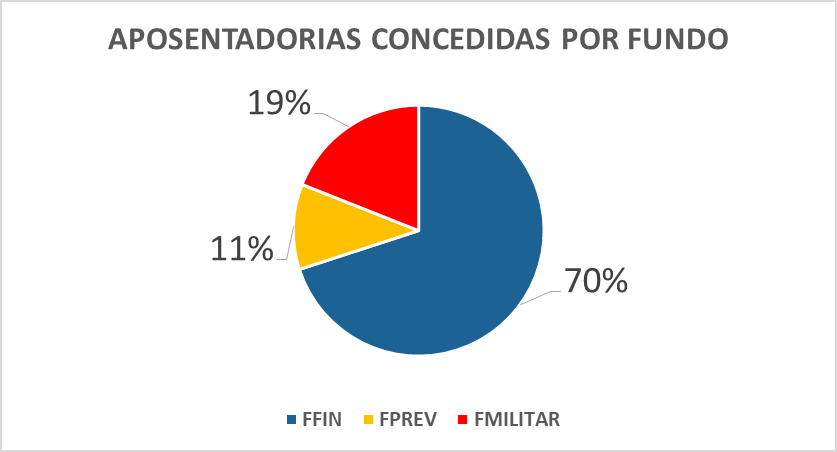 APOSENTADORIAS CONCEDIDAS POR FUNDO
19%
11%
70%
FFIN FPREV FMILITAR